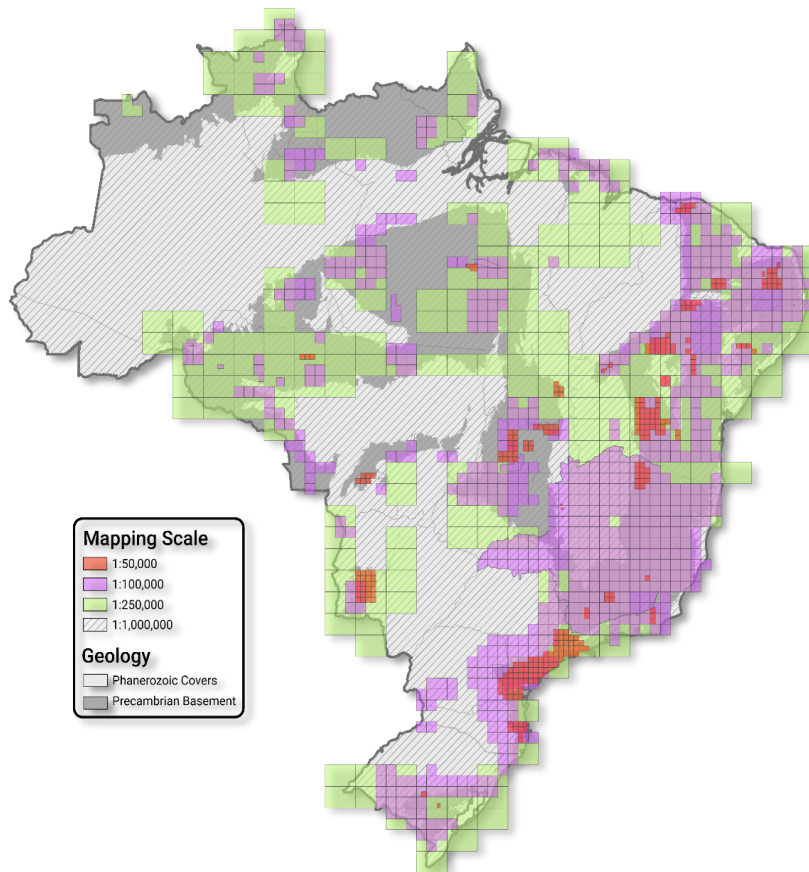 Mapping Scale
1:50,000
1:100,000
1:250,000
1:1,000,000
Geology
Phanerozoic Covers
Precambrian Basement